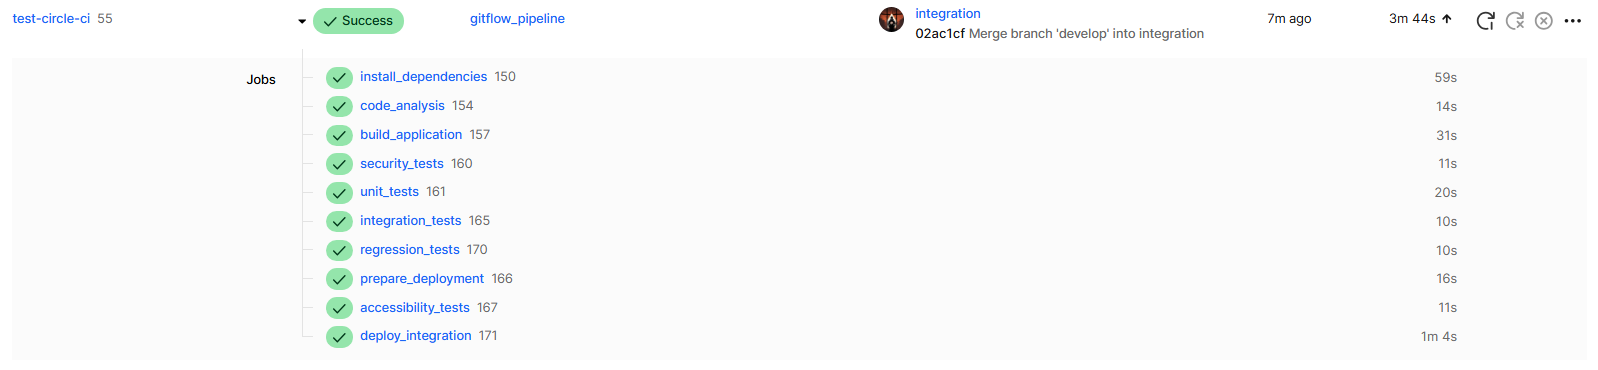 test-circle-ci 55 Success gitflow_pipeline integration 7m ago 3m 44s
02ac1cf Merge branch 'develop' into integration
Jobs install_dependencies 150 59s
code_analysis 154 14s
build_application 157 31s
security_tests 160 11s
unit_tests 161 20s
integration_tests 165 10s
regression_tests 170 10s
prepare_deployment 166 16s
accessibility_tests 167 11s
deploy_integration 171 1m 4s